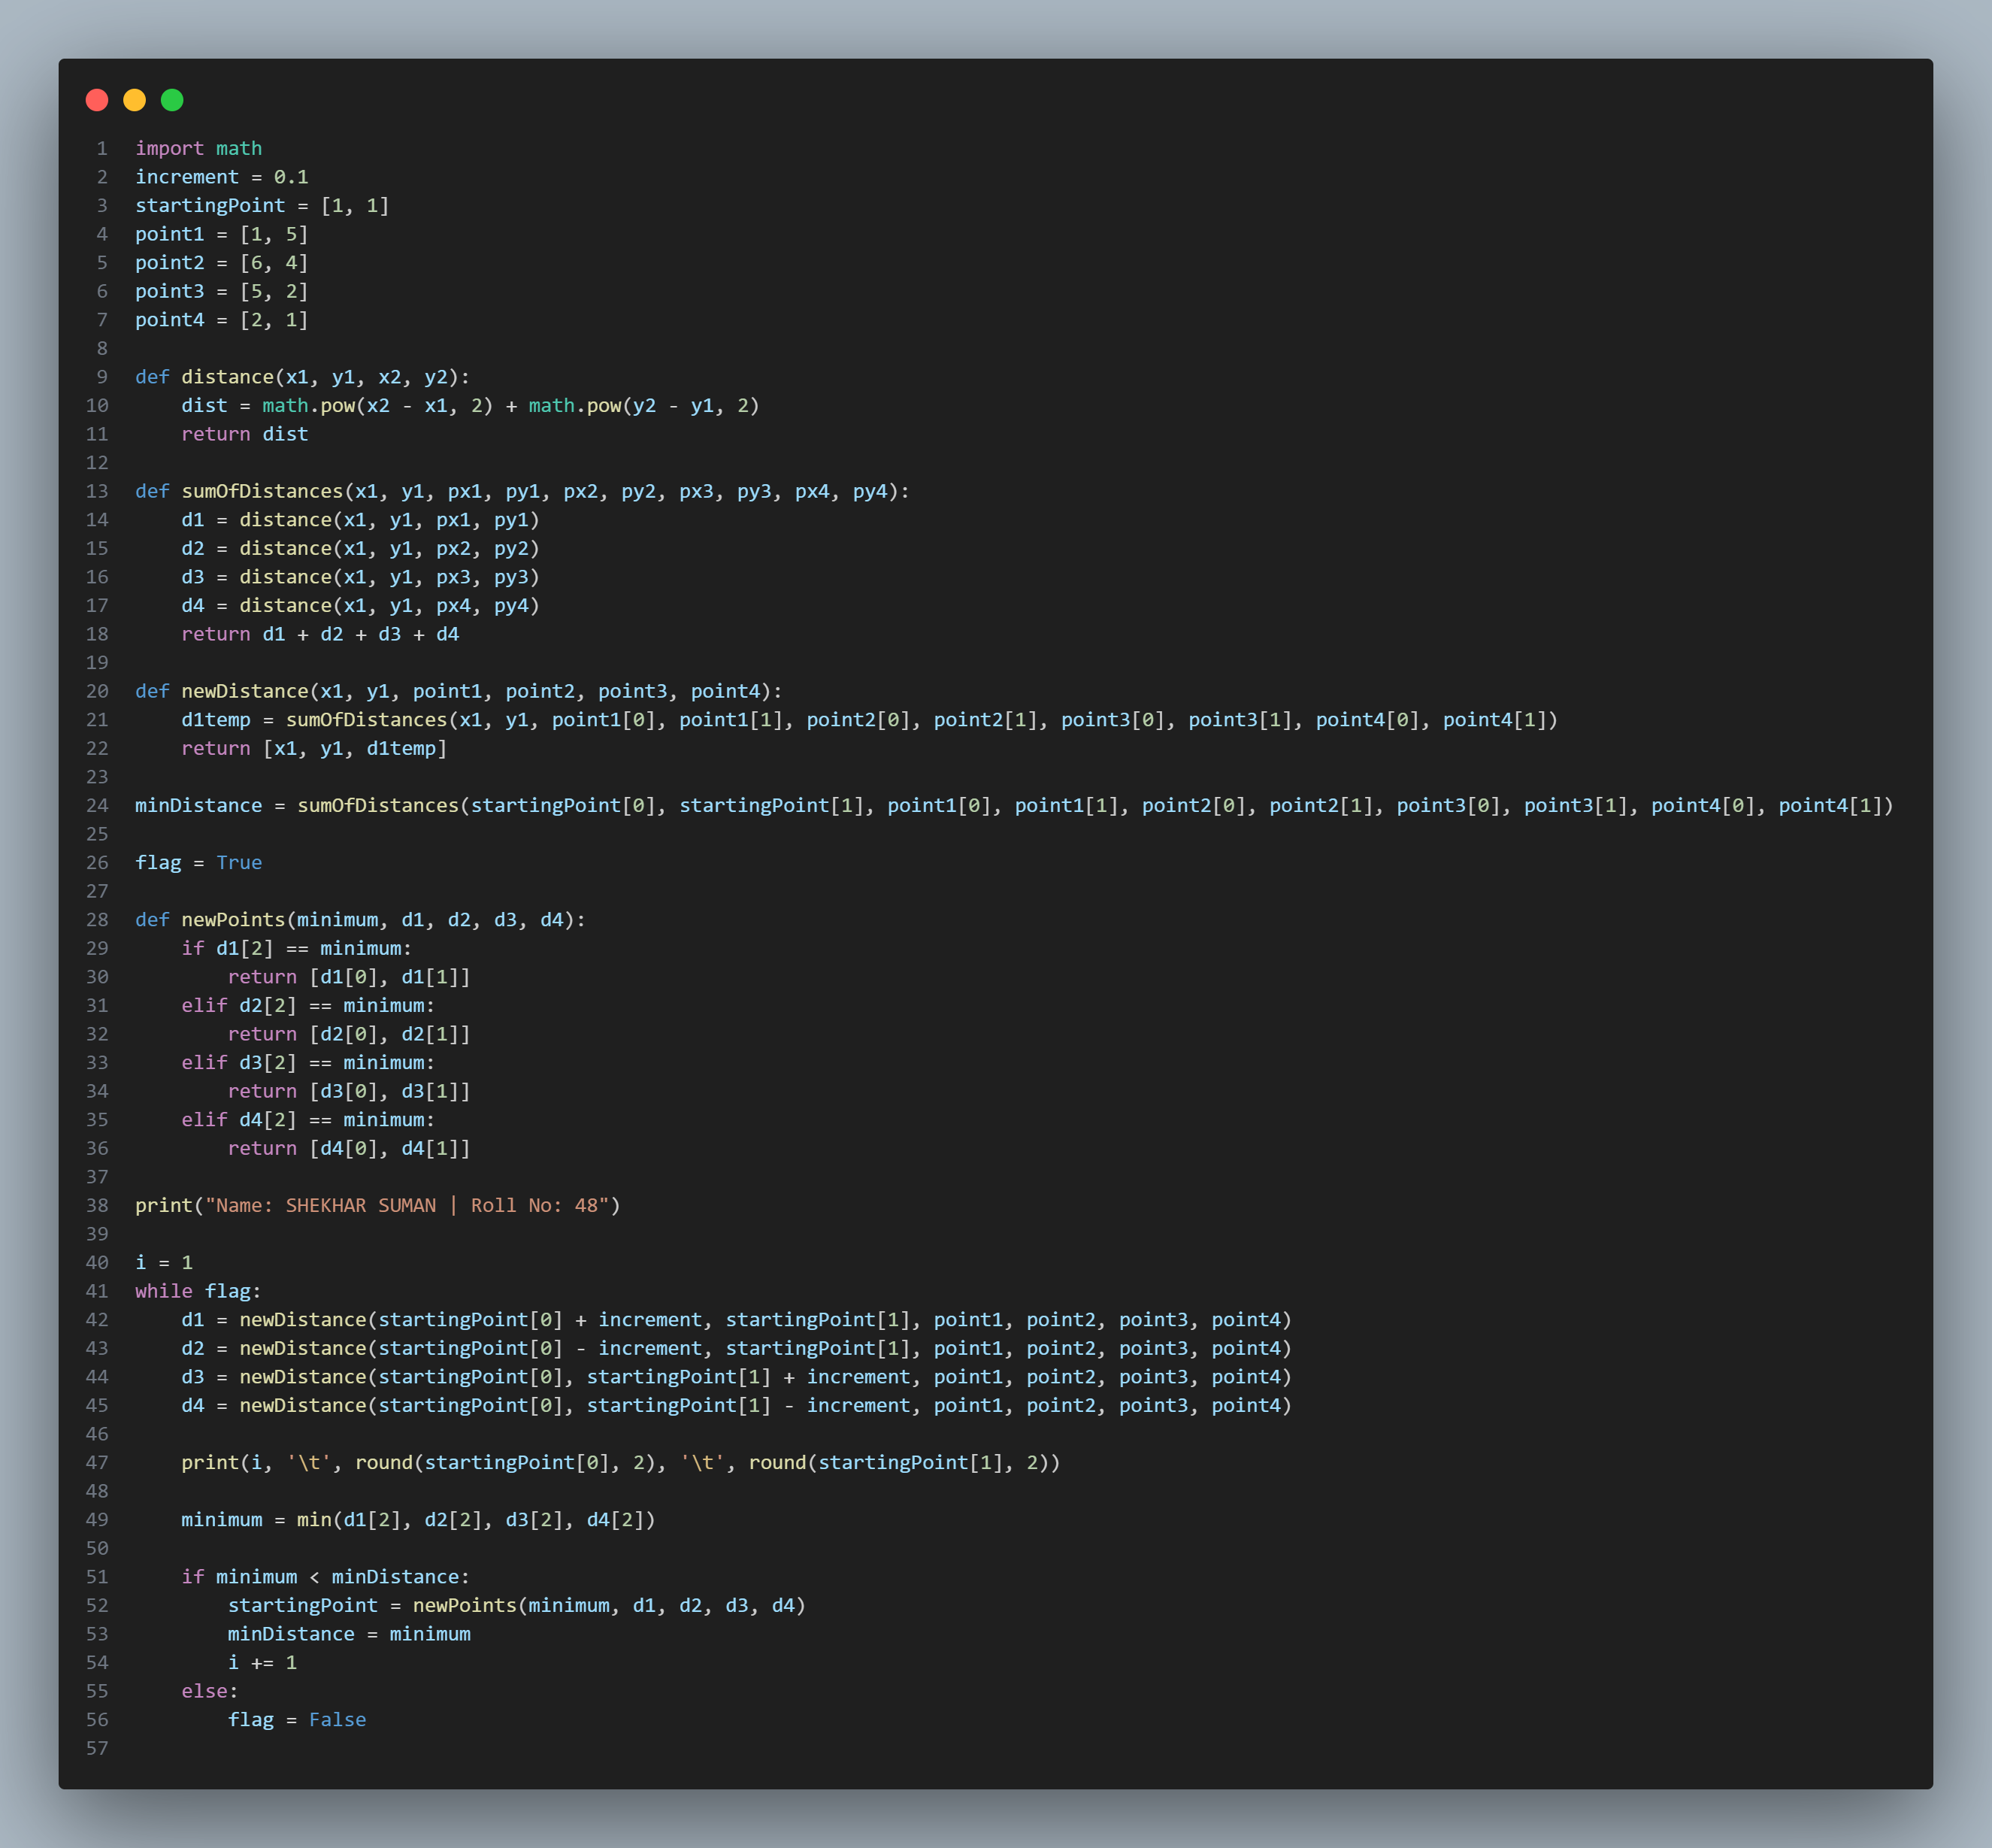 1 import math
2 increment = 0.1
3 startingPoint = [1, 1]
4 point1 = [1, 5]
5 point2 = [6, 4]
6 point3 = [5, 2]
7 point4 = [2, 1]
8
9 def distance(x1, y1, x2, y2):
10     dist = math.pow(x2 - x1, 2) + math.pow(y2 - y1, 2)
11     return dist
12
13 def sumOfDistances(x1, y1, px1, py1, px2, py2, px3, py3, px4, py4):
14     d1 = distance(x1, y1, px1, py1)
15     d2 = distance(x1, y1, px2, py2)
16     d3 = distance(x1, y1, px3, py3)
17     d4 = distance(x1, y1, px4, py4)
18     return d1 + d2 + d3 + d4
19
20 def newDistance(x1, y1, point1, point2, point3, point4):
21     d1temp = sumOfDistances(x1, y1, point1[0], point1[1], point2[0], point2[1], point3[0], point3[1], point4[0], point4[1])
22     return [x1, y1, d1temp]
23
24 minDistance = sumOfDistances(startingPoint[0], startingPoint[1], point1[0], point1[1], point2[0], point2[1], point3[0], point3[1], point4[0], point4[1])
25
26 flag = True
27
28 def newPoints(minimum, d1, d2, d3, d4):
29     if d1[2] == minimum:
30         return [d1[0], d1[1]]
31     elif d2[2] == minimum:
32         return [d2[0], d2[1]]
33     elif d3[2] == minimum:
34         return [d3[0], d3[1]]
35     elif d4[2] == minimum:
36         return [d4[0], d4[1]]
37
38 print("Name: SHEKHAR SUMAN | Roll No: 48")
39
40 i = 1
41 while flag:
42     d1 = newDistance(startingPoint[0] + increment, startingPoint[1], point1, point2, point3, point4)
43     d2 = newDistance(startingPoint[0] - increment, startingPoint[1], point1, point2, point3, point4)
44     d3 = newDistance(startingPoint[0], startingPoint[1] + increment, point1, point2, point3, point4)
45     d4 = newDistance(startingPoint[0], startingPoint[1] - increment, point1, point2, point3, point4)
46
47     print(i, '\t', round(startingPoint[0], 2), '\t', round(startingPoint[1], 2))
48
49     minimum = min(d1[2], d2[2], d3[2], d4[2])
50
51     if minimum < minDistance:
52         startingPoint = newPoints(minimum, d1, d2, d3, d4)
53         minDistance = minimum
54         i += 1
55     else:
56         flag = False
57